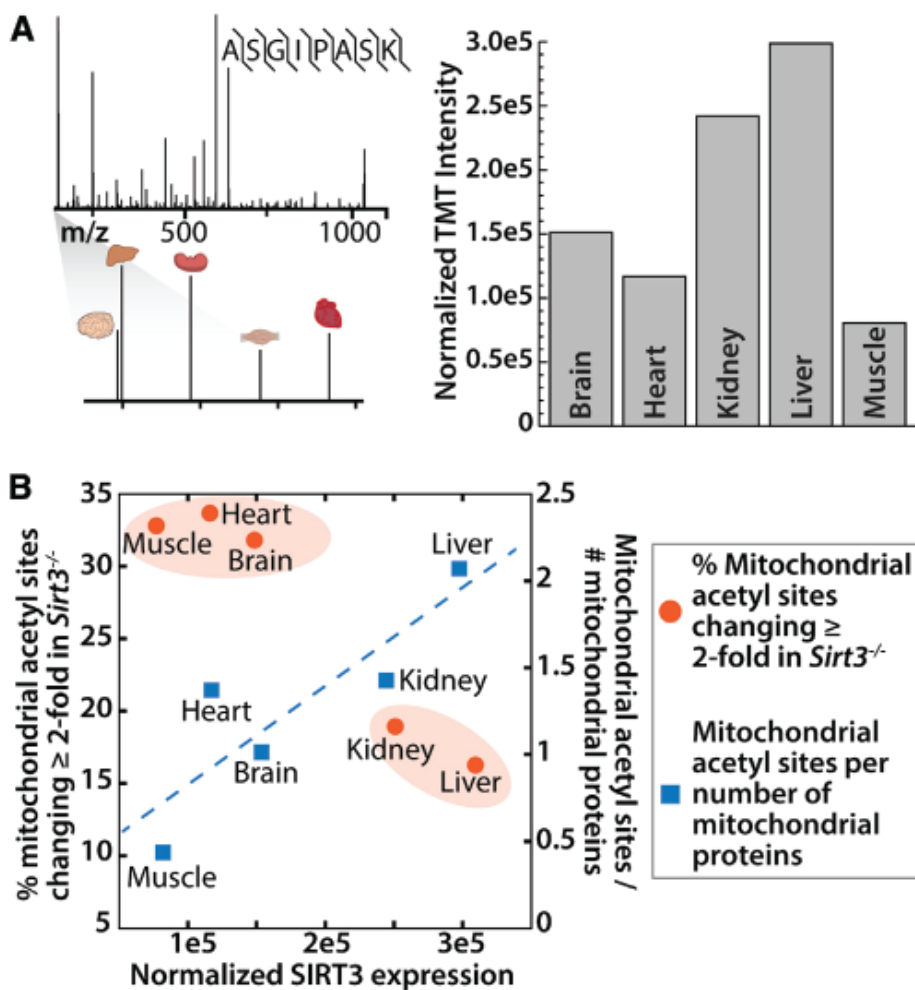 A
ASGIPASK
m/z
500
1000
Normalized TMT Intensity
3.0e5
2.5e5
2.0e5
1.5e5
1.0e5
0.5e5
0
Brain
Heart
Kidney
Liver
Muscle
B
% mitochondrial acetyl sites
changing ≥ 2-fold in Sirt3-/-
35
30
25
20
15
10
5
Muscle
Heart
Brain
Liver
Heart
Kidney
Brain
Kidney
Liver
Muscle
2.5
2
1.5
1
0.5
0
Mitochondrial acetyl sites /
# mitochondrial proteins
1e5
2e5
3e5
Normalized SIRT3 expression
% Mitochondrial
acetyl sites
changing ≥
2-fold in Sirt3-/-
Mitochondrial
acetyl sites per
number of
mitochondrial
proteins